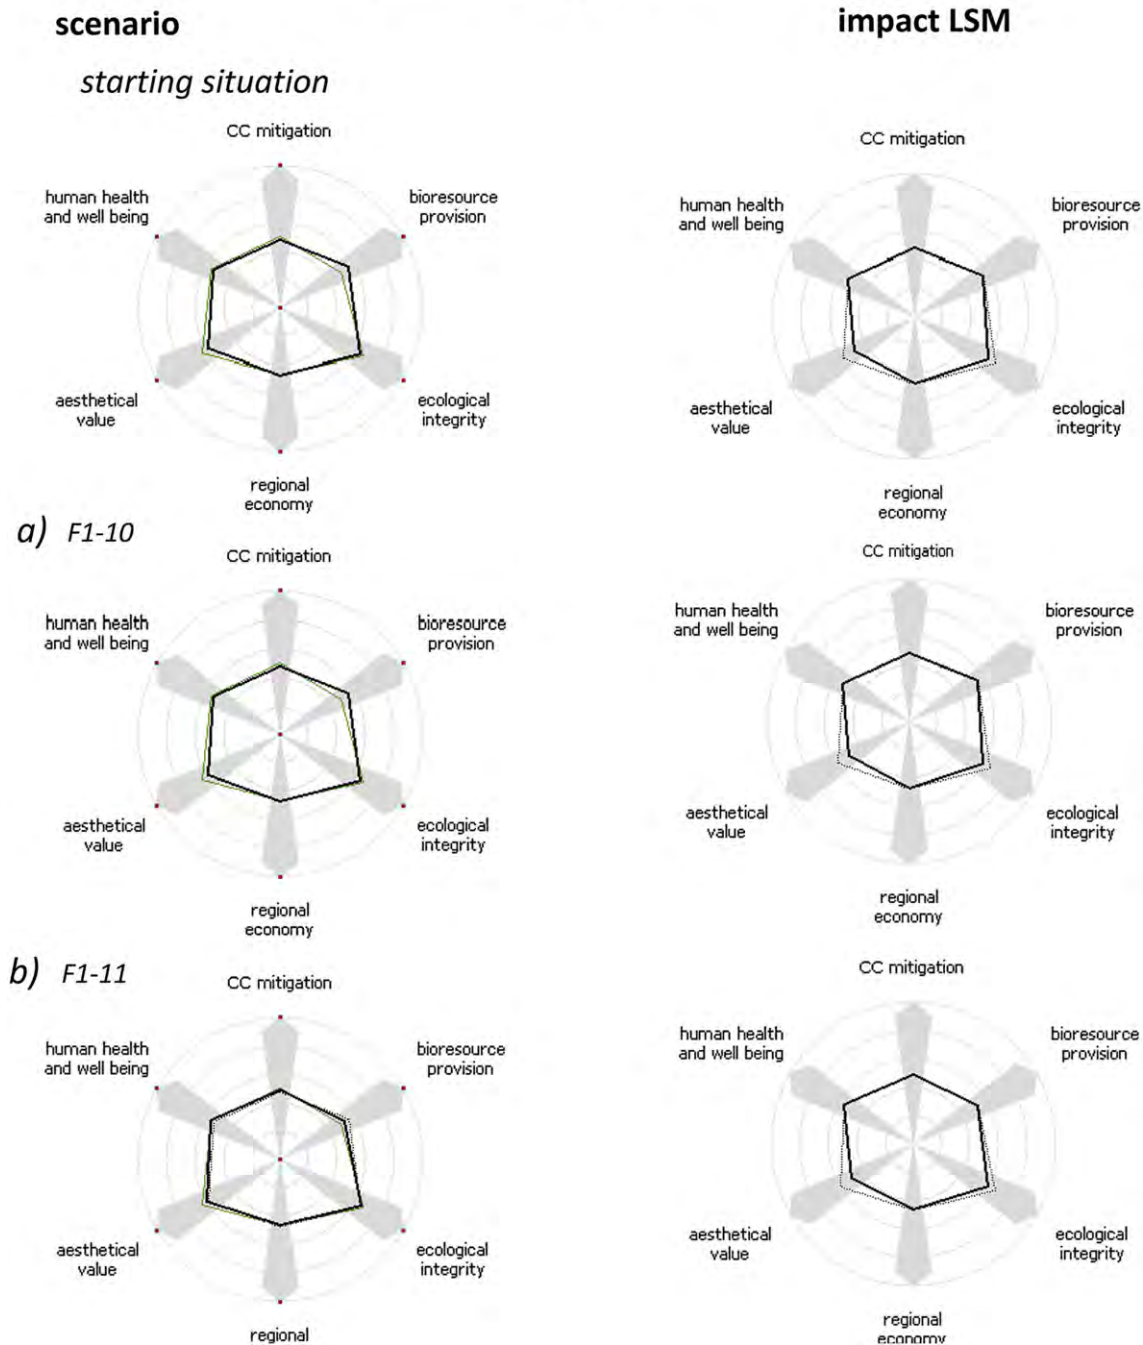 scenario
impact LSM
starting situation
CC mitigation
human health
and well being
bioresource
provision
aesthetical
value
ecological
integrity
regional
economy
CC mitigation
human health
and well being
bioresource
provision
aesthetical
value
ecological
integrity
regional
economy
a) F1-10
CC mitigation
human health
and well being
bioresource
provision
aesthetical
value
ecological
integrity
regional
economy
CC mitigation
human health
and well being
bioresource
provision
aesthetical
value
ecological
integrity
regional
economy
b) F1-11
CC mitigation
human health
and well being
bioresource
provision
aesthetical
value
ecological
integrity
regional
CC mitigation
human health
and well being
bioresource
provision
aesthetical
value
ecological
integrity
regional
economy